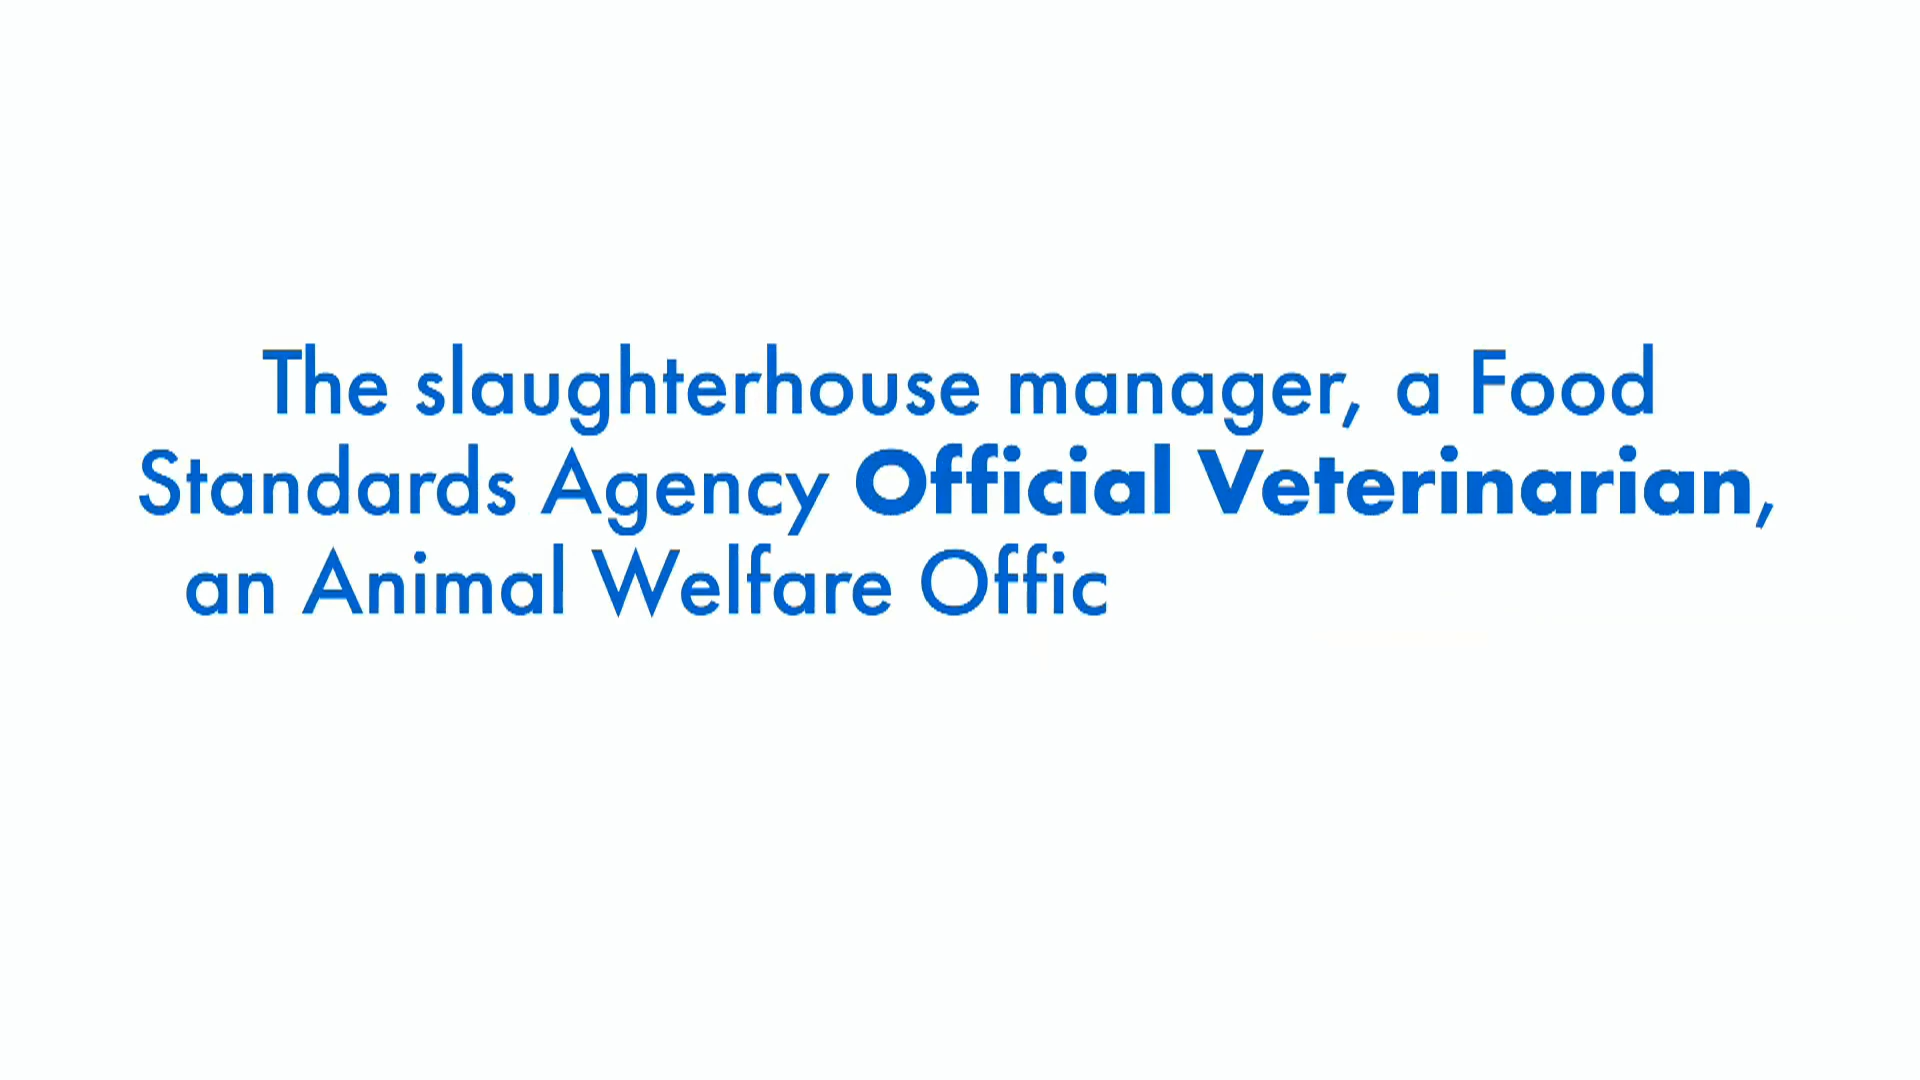 The slaughterhouse manager, a Food
Standards Agency Official Veterinarian,
an Animal Welfare Offic